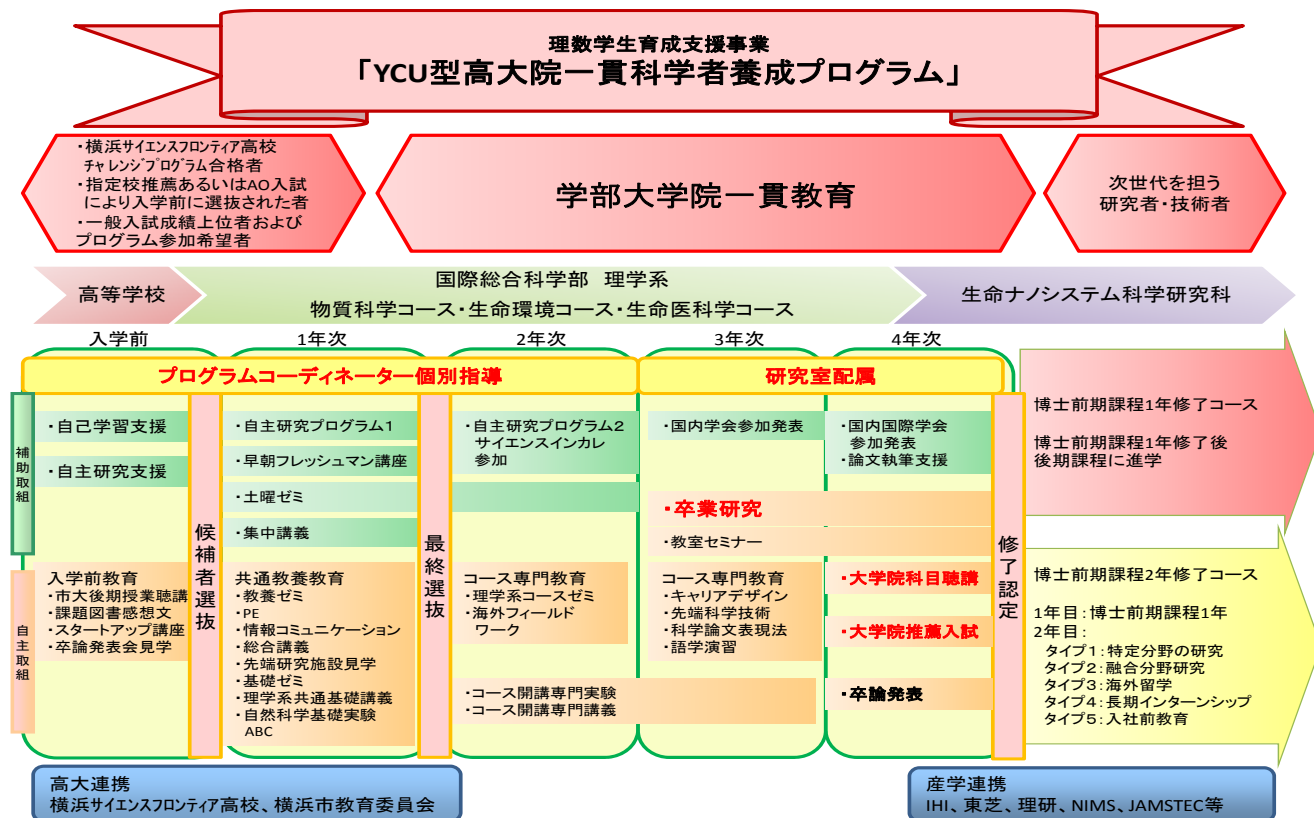 理数学生育成支援事業
「YCU型高大院一貫科学者養成プログラム」
・横浜サイエンスフロンティア高校
チャレンジプログラム合格者
・指定校推薦あるいはAO入試
により入学前に選抜された者
・一般入試成績上位者および
プログラム参加希望者
学部大学院一貫教育
次世代を担う
研究者・技術者
高等学校
国際総合科学部 理学系
物質科学コース・生命環境コース・生命医科学コース
生命ナノシステム科学研究科
入学前
1年次
2年次
3年次
4年次
プログラムコーディネーター個別指導
研究室配属
補助取組
・自己学習支援
・自主研究支援
候補者選抜
・自主研究プログラム1
・早朝フレッシュマン講座
・土曜ゼミ
・集中講義
最終選抜
・自主研究プログラム2
サイエンスインカレ
参加
・国内学会参加発表
・国内国際学会
参加発表
・論文執筆支援
・卒業研究
・教室セミナー
修了認定
自主取組
入学前教育
・市大後期授業聴講
・課題図書感想文
・スタートアップ講座
・卒論発表会見学
共通教養教育
・教養ゼミ
・PE
・情報コミュニケーション
・総合講義
・先端研究施設見学
・基礎ゼミ
・理学系共通基礎講義
・自然科学基礎実験
ABC
コース専門教育
・理学系コースゼミ
・海外フィールド
ワーク
コース専門教育
・キャリアデザイン
・先端科学技術
・科学論文表現法
・語学演習
・大学院科目聴講
・大学院推薦入試
・コース開講専門実験
・コース開講専門講義
・卒論発表
博士前期課程1年修了コース
博士前期課程1年修了後
後期課程に進学
博士前期課程2年修了コース
1年目:博士前期課程1年
2年目:
タイプ1:特定分野の研究
タイプ2:融合分野研究
タイプ3:海外留学
タイプ4:長期インターンシップ
タイプ5:入社前教育
高大連携
横浜サイエンスフロンティア高校、横浜市教育委員会
産学連携
IHI、東芝、理研、NIMS、JAMSTEC等